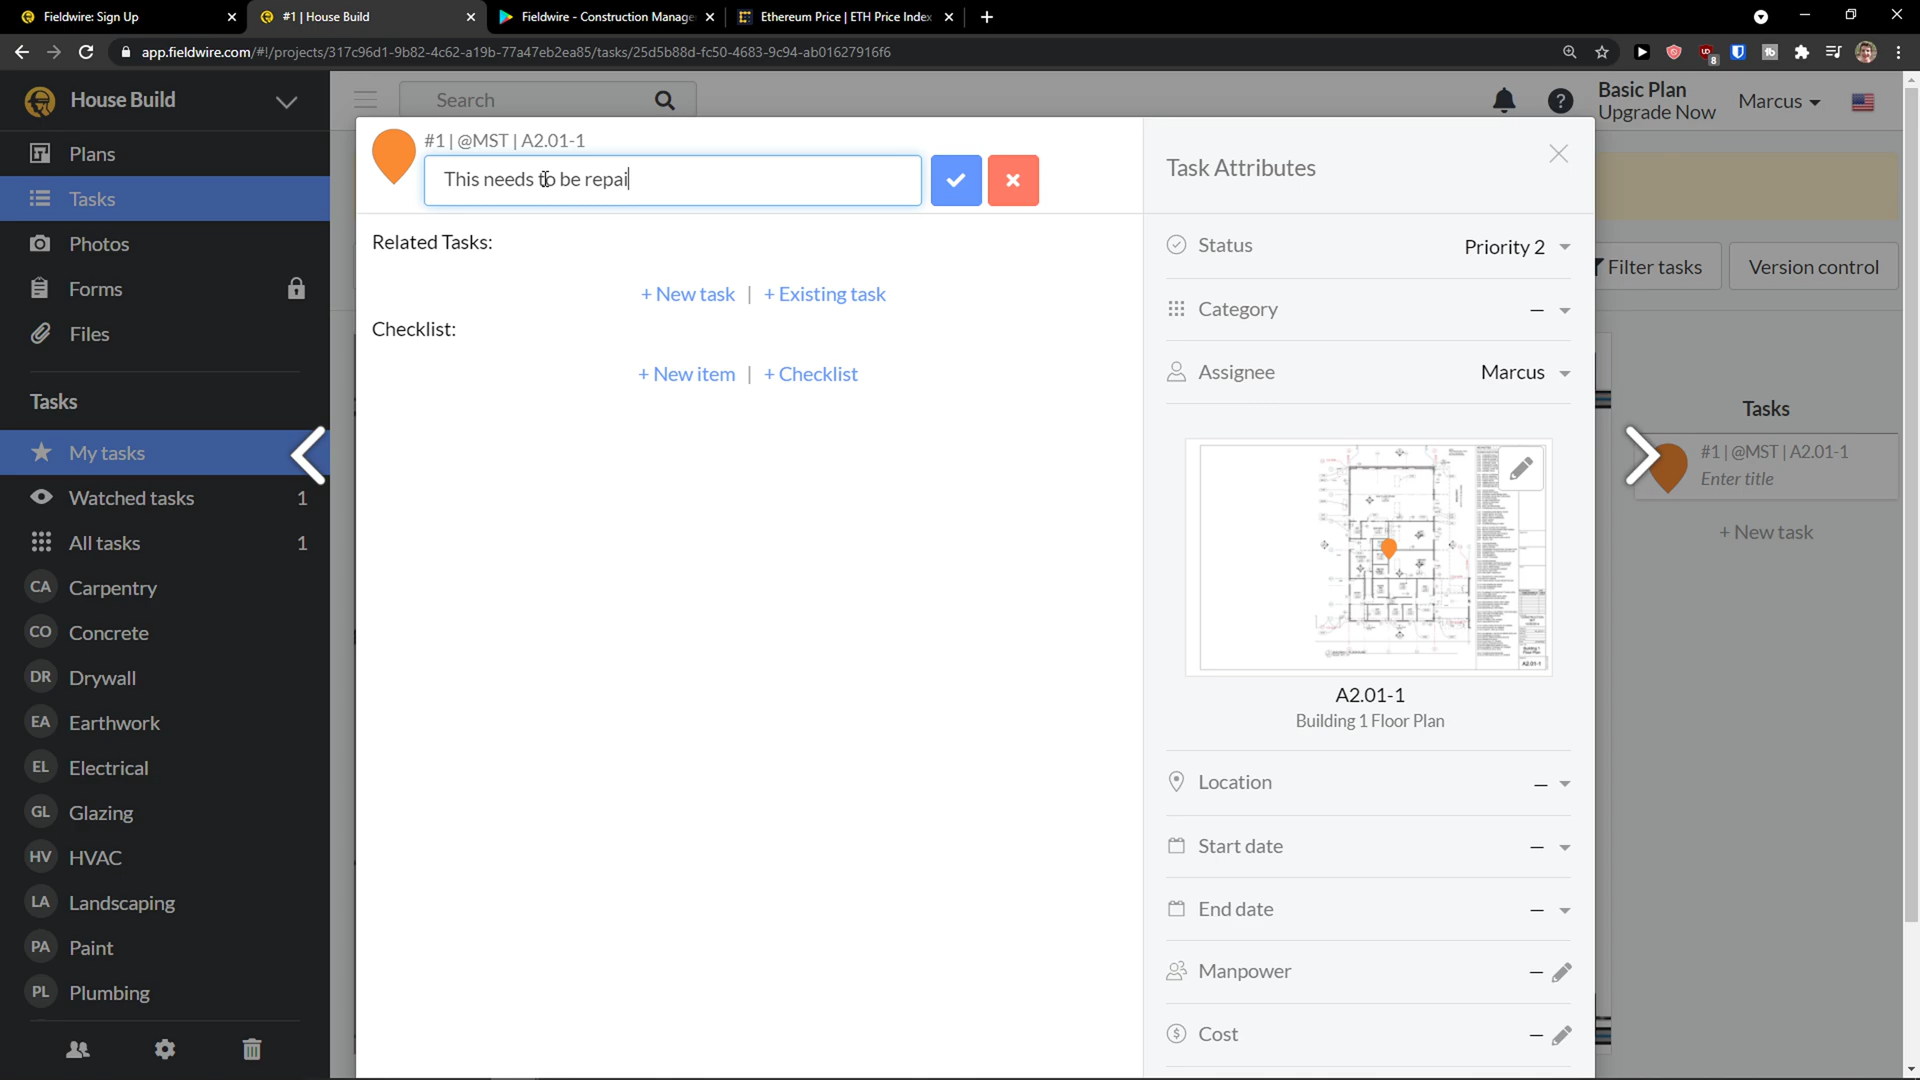 Fieldwire: Sign Up
#1 | House Build
Fieldwire - Construction Manage
Ethereum Price | ETH Price Index
app.fieldwire.com/#!/projects/317c96d1-9b82-4c62-a19b-77a47eb2ea85/tasks/25d5b88d-fc50-4683-9c94-ab01627916f6
8
House Build
Search
Basic Plan
Upgrade Now
Marcus
Plans
Tasks
Photos
Forms
Files
Tasks
My tasks
Watched tasks 1
All tasks 1
CA Carpentry
CO Concrete
DR Drywall
EA Earthwork
EL Electrical
GL Glazing
HV HVAC
LA Landscaping
PA Paint
PL Plumbing
#1 | @MST | A2.01-1
This needs to be repai
Related Tasks:
+ New task | + Existing task
Checklist:
+ New item | + Checklist
Task Attributes
Status Priority 2
Category –
Assignee Marcus
A2.01-1
A2.01-1
Building 1 Floor Plan
Location –
Start date –
End date –
Manpower –
Cost –
Filter tasks
Version control
Tasks
#1 | @MST | A2.01-1
Enter title
+ New task